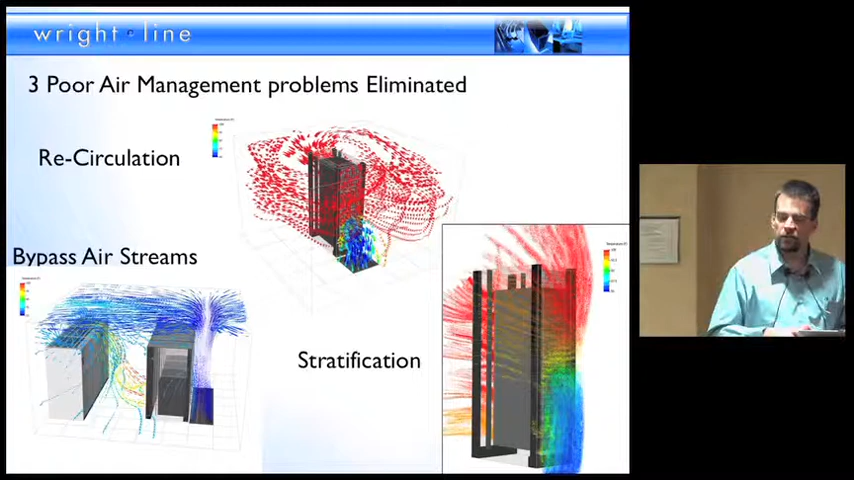 wright·line
3 Poor Air Management problems Eliminated
Re-Circulation
Bypass Air Streams
Stratification